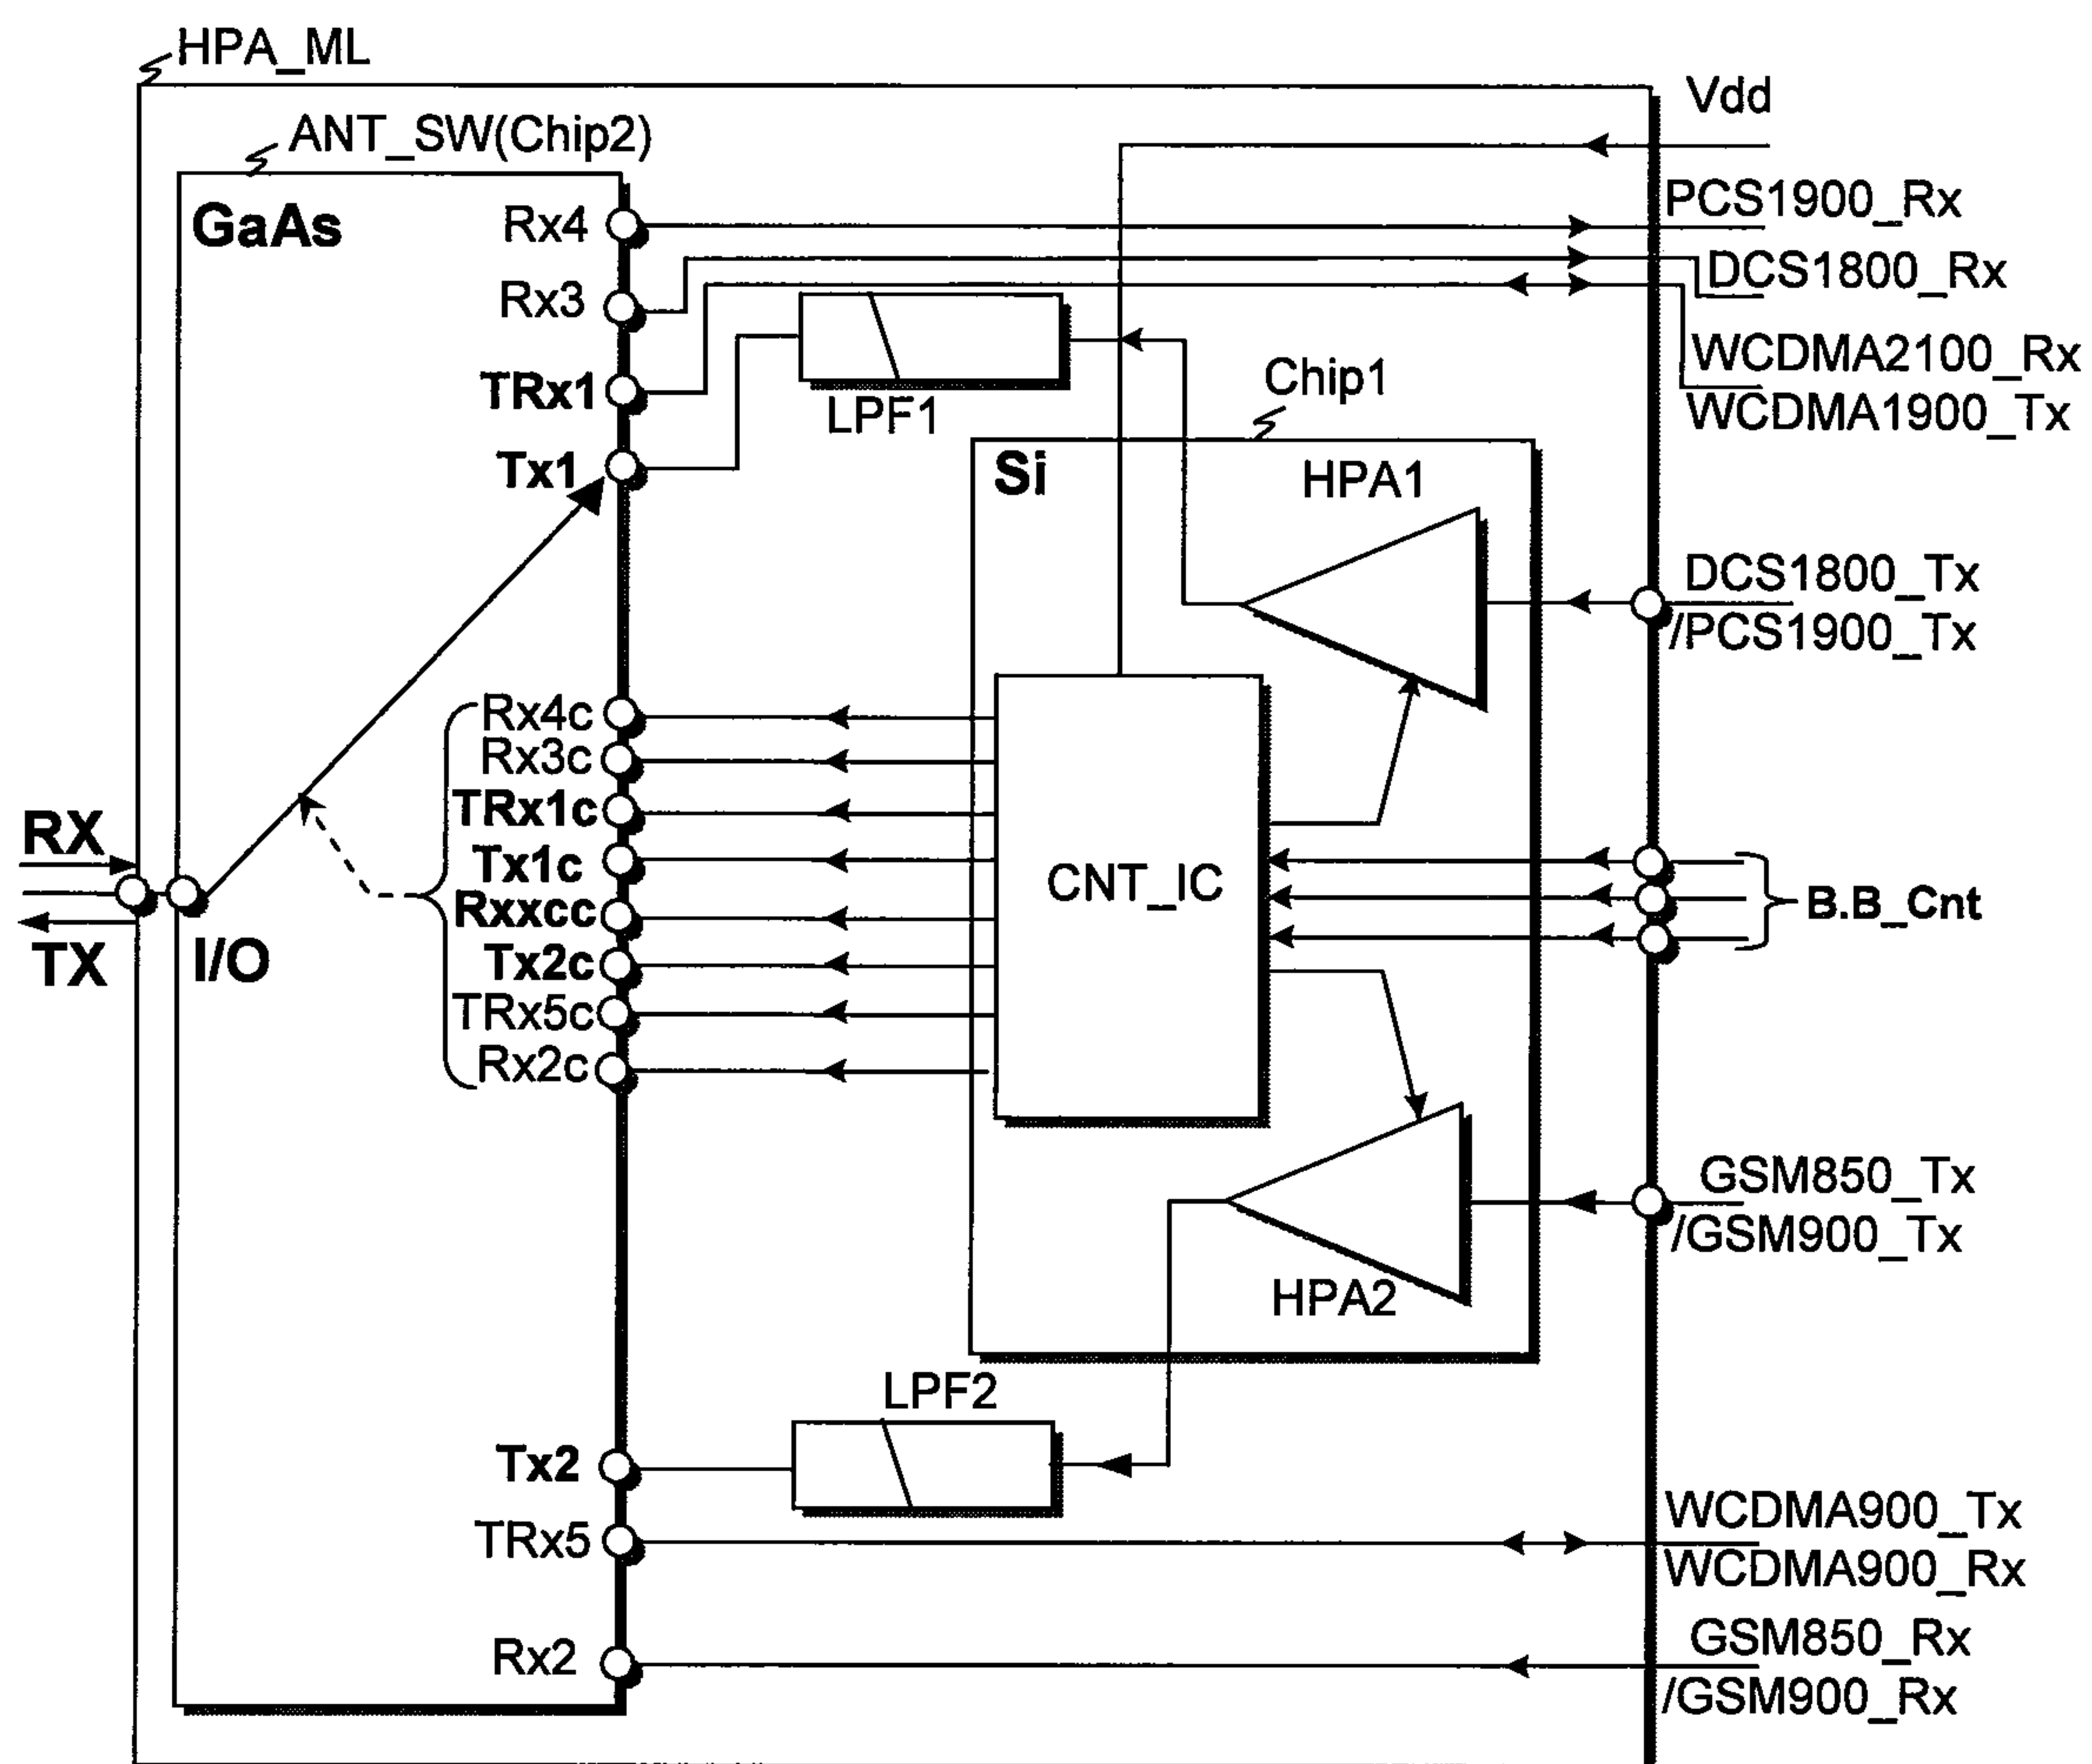 HPA_ML
Vdd
ANT_SW(Chip2)
GaAs
Rx4
PCS1900_Rx
Rx3
DCS1800_Rx
TRx1
LPF1
Chip1
WCDMA2100_Rx
WCDMA1900_Tx
Tx1
Si
HPA1
DCS1800_Tx
/PCS1900_Tx
Rx4c
Rx3c
TRx1c
Tx1c
Rxxcc
Tx2c
TRx5c
Rx2c
RX
TX
I/O
CNT_IC
B.B_Cnt
GSM850_Tx
/GSM900_Tx
HPA2
LPF2
Tx2
TRx5
WCDMA900_Tx
WCDMA900_Rx
Rx2
GSM850_Rx
/GSM900_Rx